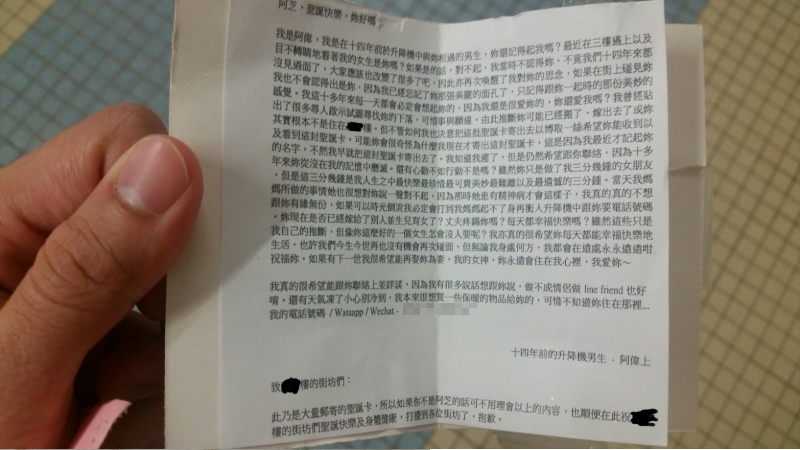 阿芝,聖誕快樂,妳好嗎
我是阿偉,我是在十四年前於升降機中與妳相遇的男生,妳還記得起我嗎?最近在三樓遇上以及
目不轉睛地看著我的女生是妳嗎?如果是的話,對不起。我當時不認得妳,不覺我們十四年來都
沒見過面了,大家應該也改變了很多了吧,因此亦再次喚醒了我對妳的思念,如果在街上碰見妳
我也不會認得出是妳,因為我已經忘記了妳那張美麗的面孔了,只記得跟妳一起時的那份美妙的
感覺。我這十多年來每一天都會必定會想起妳的,因為我還是很愛妳的,妳還愛我嗎?我曾經貼
出了很多尋人啟示試圖尋找妳的下落,可惜事與願違,由此推斷妳可能已經搬了、嫁出去了或妳
其實根本不是住在樓。但不管如何我也決意把這批聖誕卡寄出去以博取一線希望妳能收到以
及看到這封聖誕卡。可能妳會很奇怪為什麼我現在才寄出這封聖誕卡,這是因為我最近才記起妳
的名字,不然我早就把這封聖誕卡寄出去了。我知道我遲了,但是仍然希望跟你聯絡,因為十多
年來妳從沒在我的記憶中磨滅。還有心動不如行動不是嗎?雖然妳只是做了我三分幾鐘的女朋友
,但是這三分幾鐘是我人生之中最快樂最珍惜最可貴美妙最難離以及最遺憾的三分鐘。當天我媽
媽所做的事情她也很想對妳說一聲對不起,因為那時她患有精神病才會這樣子,我真的真的不想
跟妳有緣無份,如果可以時光倒流我必定會打到我媽媽起不了身再衝入升降機中跟妳要電話號碼
。妳現在是否已經嫁給了別人並生兒育女了?丈夫疼錫妳嗎?每天都幸福快樂嗎?雖然這些只是
我自己的推斷,但像妳這麼好的一個女生怎會沒人要呢?我亦真的很希望妳每天都能幸福快樂地
生活,也許我們今生今世再也沒有機會再次碰面,但無論我身處何方,我都會在遠處永永遠遠唨
祝福妳。如果有下一世我很希望能再娶妳為妻,我的女神,妳永遠會住在我心裡,我愛妳~
我真的很希望能跟妳聯絡上並詳談,因為我有很多說話想跟妳說,做不成情侶做 line friend 也好
唷。還有天氣凍了小心別冷到,我本來很想買一些保暖的物品給妳的,可惜不知道妳住在那裡...
我的電話號碼 / Watsapp / Wechat -
十四年前的升降機男生 - 阿偉上
致樓的街坊們:
此乃是大量郵寄的聖誕卡,所以如果你不是阿芝的話可不用理會以上的內容,也順便在此祝
樓的街坊們聖誕快樂及身體健康,打擾到各位街坊了,抱歉。